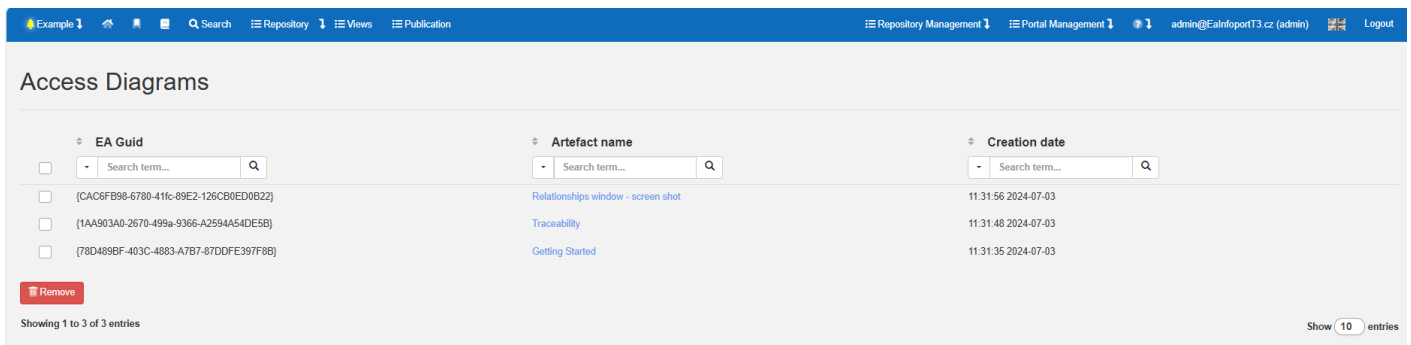 Example Search Repository Views Publication Repository Management Portal Management admin@EaInfoportT3.cz (admin) Logout
Access Diagrams
EA Guid Artefact name Creation date
Search term... Search term... Search term...
{CAC6FB98-6780-41fc-89E2-126CB0ED0B22} Relationships window - screen shot 11:31:56 2024-07-03
{1AA903A0-2670-499a-9366-A2594A54DE5B} Traceability 11:31:48 2024-07-03
{78D489BF-403C-4883-A7B7-87DDFE397F8B} Getting Started 11:31:35 2024-07-03
Remove
Showing 1 to 3 of 3 entries Show 10 entries